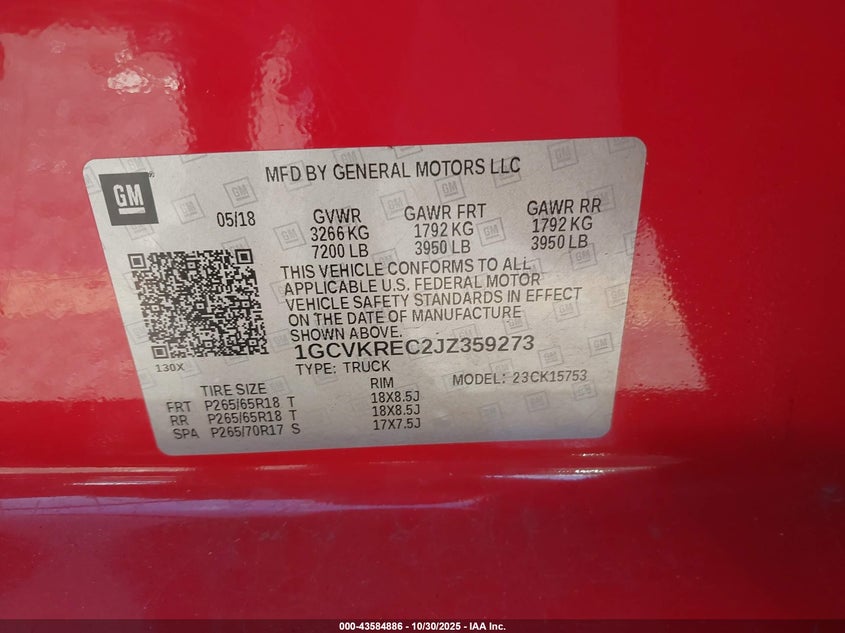 MFD BY GENERAL MOTORS LLC
GM
05/18
GVWR GAWR FRT GAWR RR
3266 KG 1792 KG 1792 KG
7200 LB 3950 LB 3950 LB
THIS VEHICLE CONFORMS TO ALL
APPLICABLE U.S. FEDERAL MOTOR
VEHICLE SAFETY STANDARDS IN EFFECT
ON THE DATE OF MANUFACTURE
SHOWN ABOVE.
130X
1GCVKREC2JZ359273
TYPE: TRUCK MODEL: 23CK15753
TIRE SIZE RIM
FRT P265/65R18 T 18X8.5J
RR P265/65R18 T 18X8.5J
SPA P265/70R17 S 17X7.5J
000-43584886 - 10/30/2025 - IAA Inc.